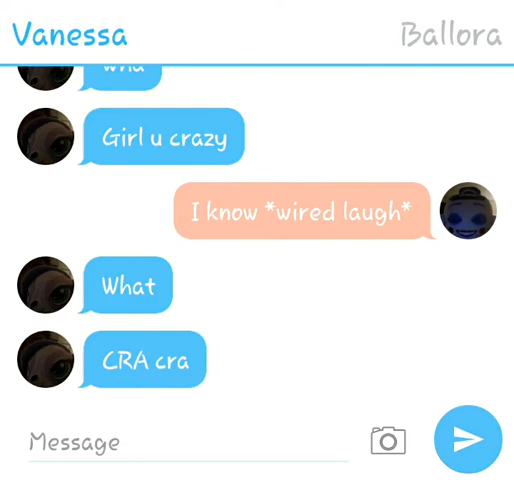 Vanessa
Ballora
Girl u crazy
I know *wired laugh*
What
CRA cra
Message